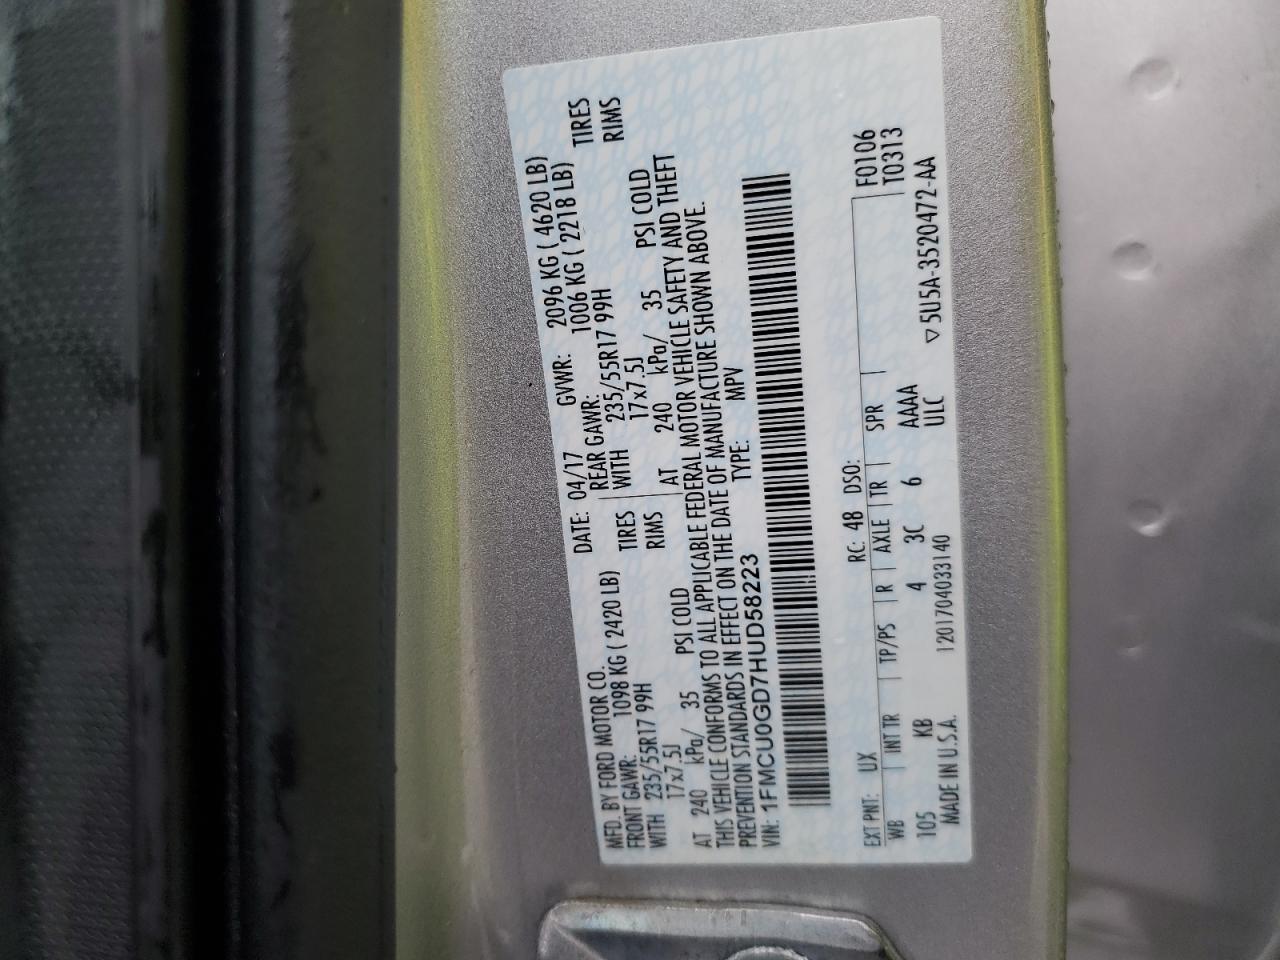 MFD. BY FORD MOTOR CO.
DATE: 04/17 GVWR: 2096 KG ( 4620 LB)
FRONT GAWR: 1098 KG ( 2420 LB) REAR GAWR: 1006 KG ( 2218 LB)
WITH 235/55R17 99H TIRES WITH 235/55R17 99H TIRES
17x7.5J RIMS 17x7.5J RIMS
AT 240 kPa/ 35 PSI COLD AT 240 kPa/ 35 PSI COLD
THIS VEHICLE CONFORMS TO ALL APPLICABLE FEDERAL MOTOR VEHICLE SAFETY AND THEFT
PREVENTION STANDARDS IN EFFECT ON THE DATE OF MANUFACTURE SHOWN ABOVE.
VIN: 1FMCU0GD7HUD58223 TYPE: MPV
F0106
EXT PNT: UX RC: 48 DSO: T0313
WB INT TR TP/PS R AXLE TR SPR
105 KB 4 3C 6 AAAA
ULC
MADE IN U.S.A. 120170403314​0 ▽ 5U5A-3520472-AA